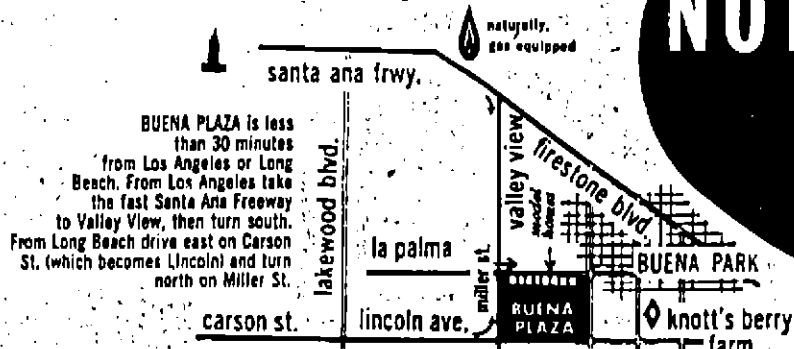 naturally,
gas equipped
santa ana frwy.
BUENA PLAZA is less
than 30 minutes
from Los Angeles or Long
Beach. From Los Angeles take
the fast Santa Ana Freeway
to Valley View, then turn south.
From Long Beach drive east on Carson
St. (which becomes Lincoln) and turn
north on Miller St.
lakewood blvd.
valley view
firestone blvd.
model
homes
la palma
miller st.
BUENA PARK
BUENA
PLAZA
knott's berry
farm
carson st.
lincoln ave.